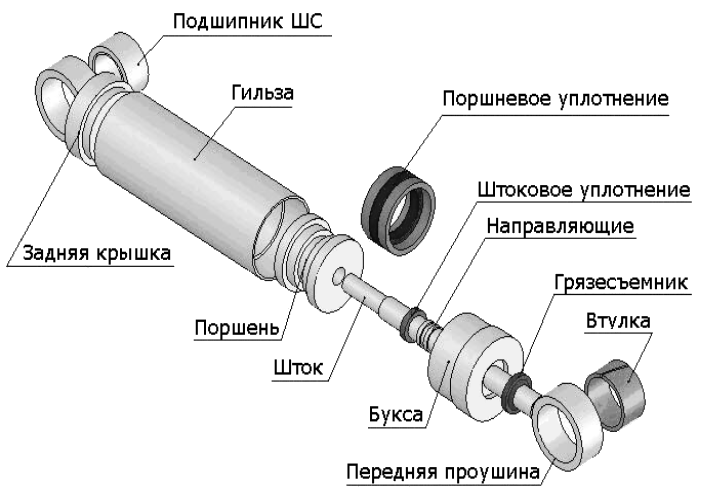 Подшипник ШС
Гильза
Поршневое уплотнение
Штоковое уплотнение
Направляющие
Задняя крышка
Грязесъемник
Поршень
Втулка
Шток
Букса
Передняя проушина